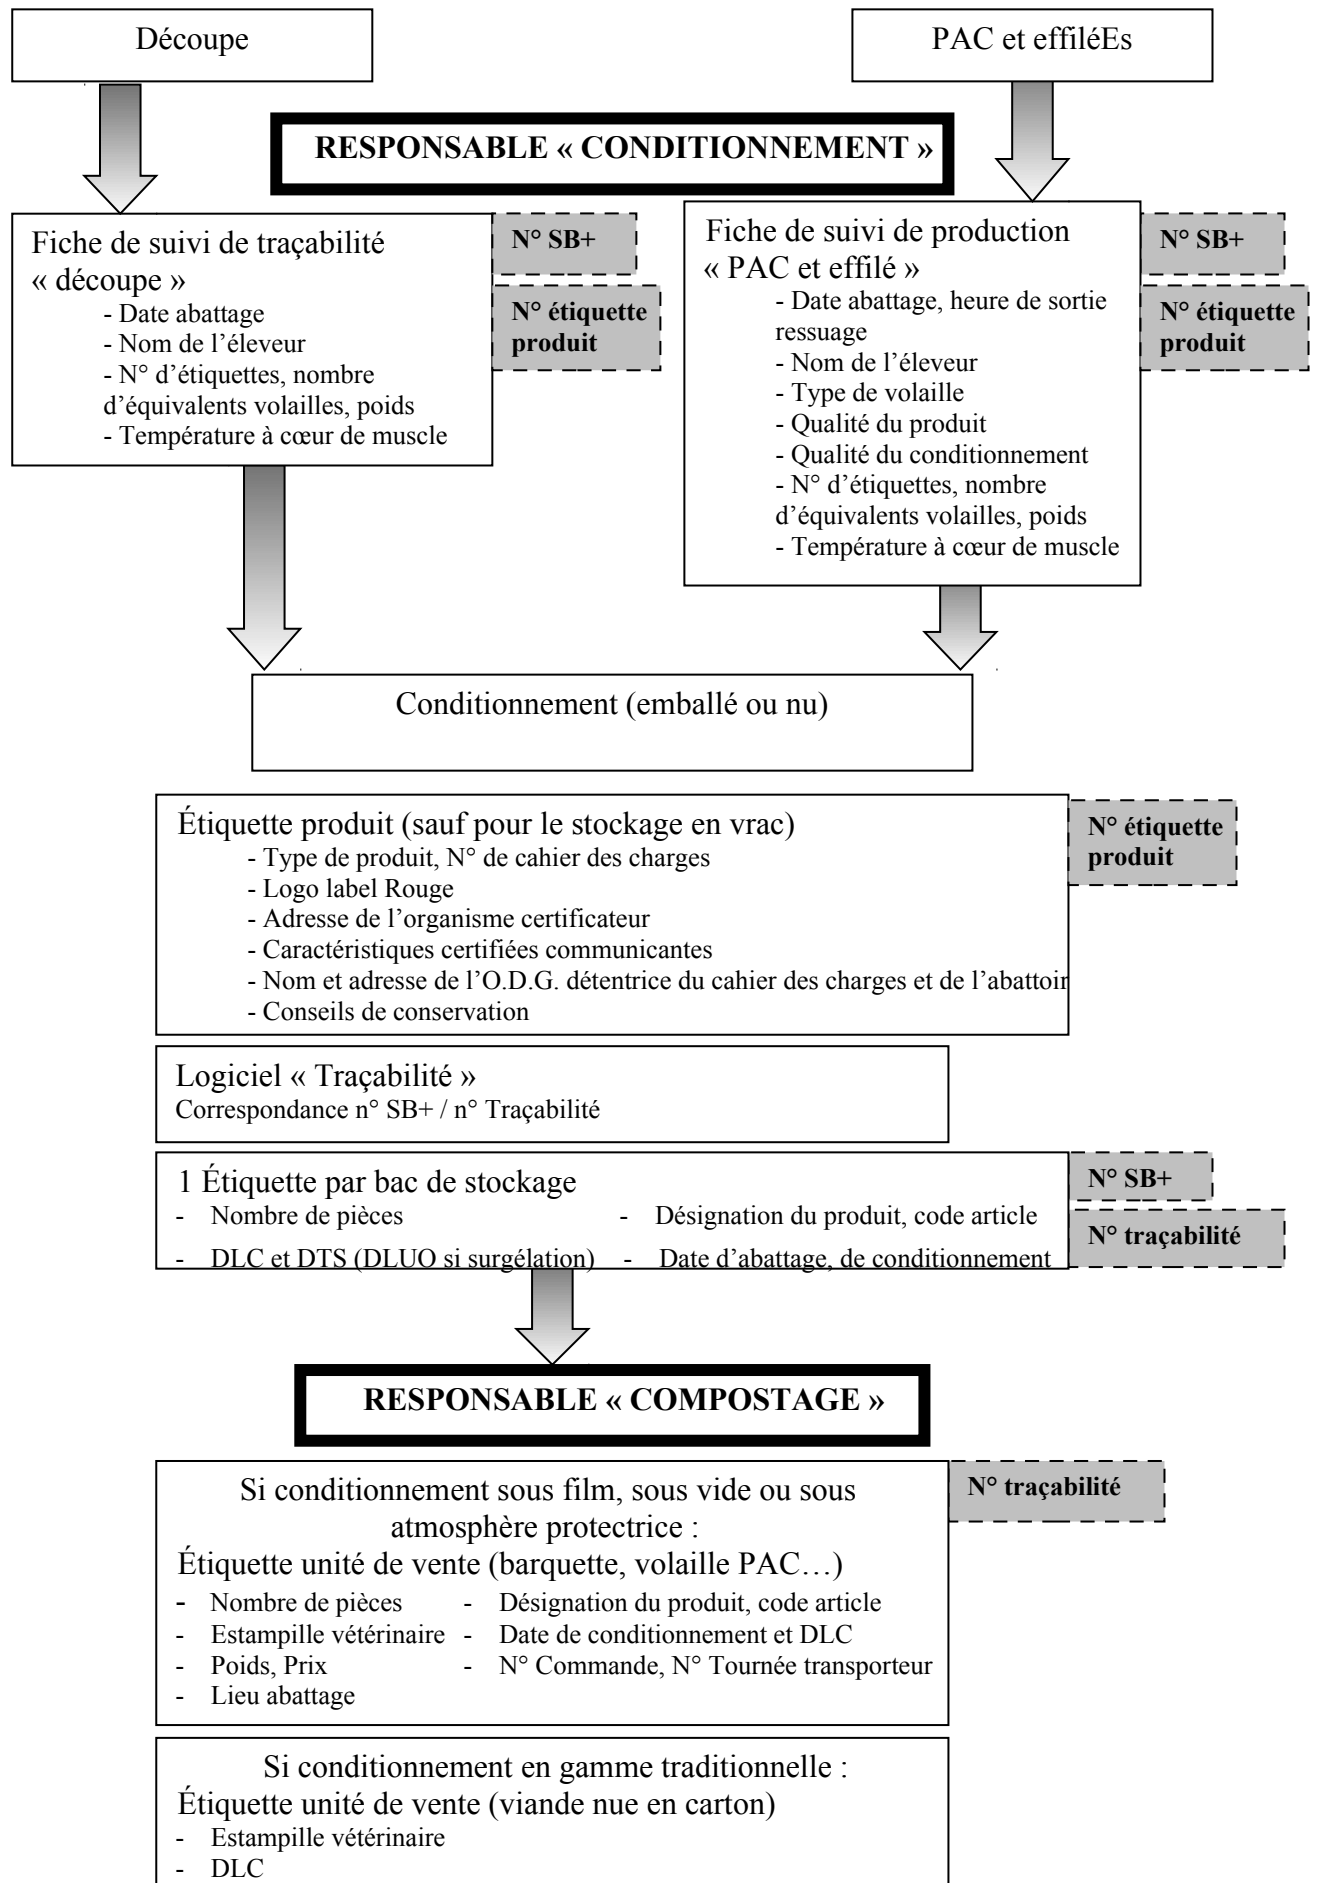 Découpe
PAC et effiléEs
RESPONSABLE « CONDITIONNEMENT »
Fiche de suivi de traçabilité
« découpe »
- Date abattage
- Nom de l’éleveur
- N° d’étiquettes, nombre
d’équivalents volailles, poids
- Température à cœur de muscle
N° SB+
N° étiquette
produit
Fiche de suivi de production
« PAC et effilé »
- Date abattage, heure de sortie
ressuage
- Nom de l’éleveur
- Type de volaille
- Qualité du produit
- Qualité du conditionnement
- N° d’étiquettes, nombre
d’équivalents volailles, poids
- Température à cœur de muscle
N° SB+
N° étiquette
produit
Conditionnement (emballé ou nu)
Étiquette produit (sauf pour le stockage en vrac)
- Type de produit, N° de cahier des charges
- Logo label Rouge
- Adresse de l’organisme certificateur
- Caractéristiques certifiées communicantes
- Nom et adresse de l’O.D.G. détentrice du cahier des charges et de l’abattoir
- Conseils de conservation
N° étiquette
produit
Logiciel « Traçabilité »
Correspondance n° SB+ / n° Traçabilité
1 Étiquette par bac de stockage
- Nombre de pièces - Désignation du produit, code article
- DLC et DTS (DLUO si surgélation) - Date d’abattage, de conditionnement
N° SB+
N° traçabilité
RESPONSABLE « COMPOSTAGE »
Si conditionnement sous film, sous vide ou sous
atmosphère protectrice :
Étiquette unité de vente (barquette, volaille PAC…)
- Nombre de pièces - Désignation du produit, code article
- Estampille vétérinaire - Date de conditionnement et DLC
- Poids, Prix - N° Commande, N° Tournée transporteur
- Lieu abattage
N° traçabilité
Si conditionnement en gamme traditionnelle :
Étiquette unité de vente (viande nue en carton)
- Estampille vétérinaire
- DLC